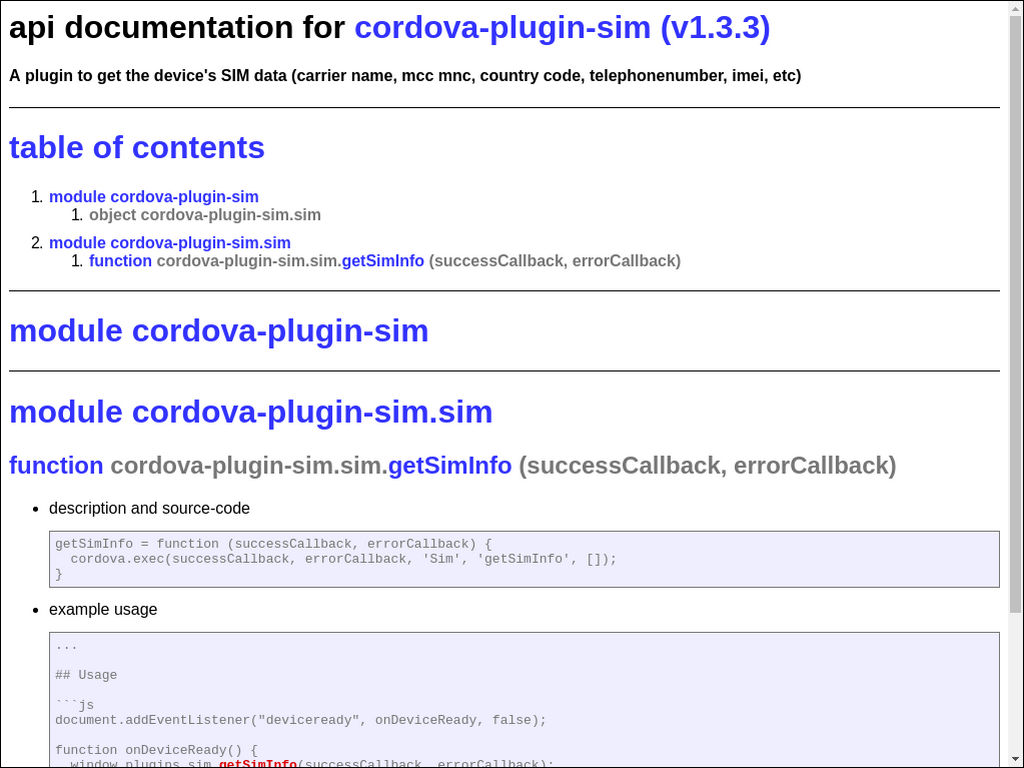 api documentation for cordova-plugin-sim (v1.3.3)
A plugin to get the device's SIM data (carrier name, mcc mnc, country code, telephonenumber, imei, etc)
table of contents
1. module cordova-plugin-sim
1. object cordova-plugin-sim.sim
2. module cordova-plugin-sim.sim
1. function cordova-plugin-sim.sim.getSimInfo (successCallback, errorCallback)
module cordova-plugin-sim
module cordova-plugin-sim.sim
function cordova-plugin-sim.sim.getSimInfo (successCallback, errorCallback)
• description and source-code
getSimInfo = function (successCallback, errorCallback) {
  cordova.exec(successCallback, errorCallback, 'Sim', 'getSimInfo', []);
}
• example usage
...
## Usage
```js
document.addEventListener("deviceready", onDeviceReady, false);
function onDeviceReady() {
  window.plugins.sim.getSimInfo(successCallback, errorCallback);